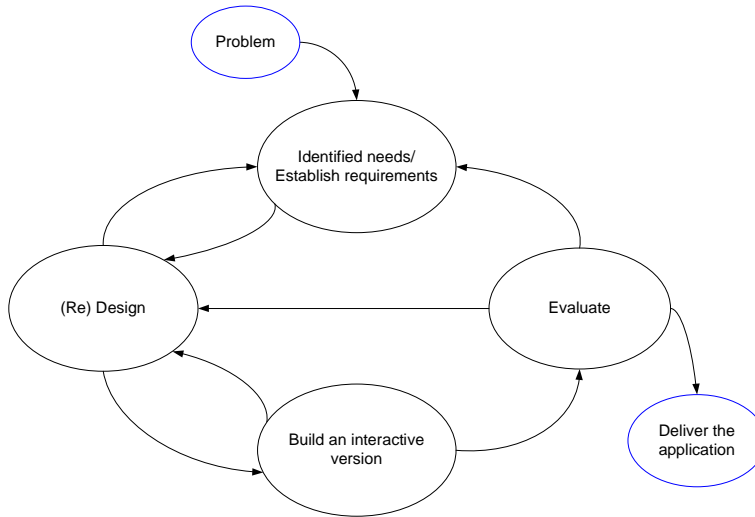 Problem
Identified needs/
Establish requirements
(Re) Design
Evaluate
Build an interactive
version
Deliver the
application